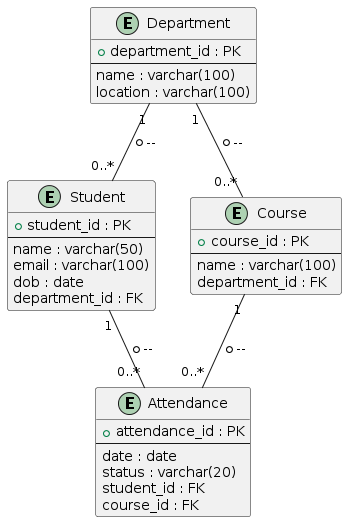 E Department
department_id : PK
name : varchar(100)
location : varchar(100)
1
1
o--
o--
0..*
0..*
E Student
student_id : PK
name : varchar(50)
email : varchar(100)
dob : date
department_id : FK
E Course
course_id : PK
name : varchar(100)
department_id : FK
1
1
o--
o--
0..*
0..*
E Attendance
attendance_id : PK
date : date
status : varchar(20)
student_id : FK
course_id : FK